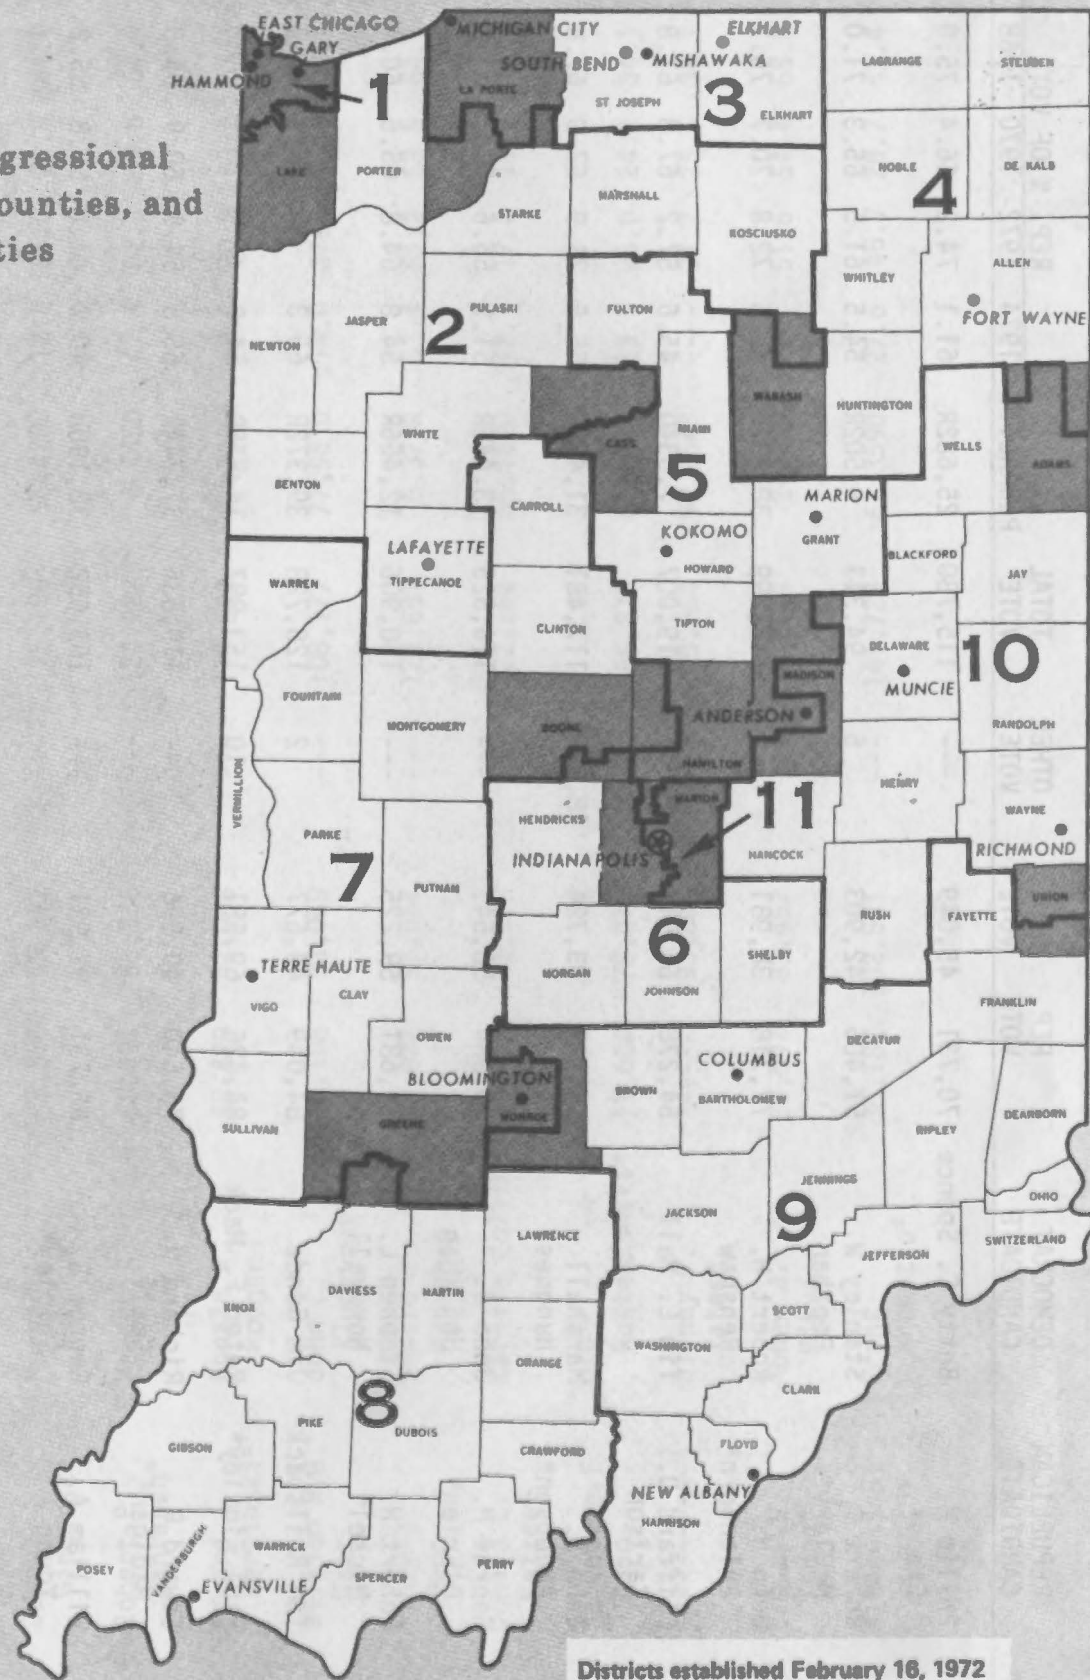 gressional
ounties, and
ties
EAST CHICAGO
GARY
HAMMOND
MICHIGAN CITY
SOUTH BEND
MISHAWAKA
ELKHART
LAGRANGE
STEUBEN
1
LA PORTE
ST JOSEPH
3
ELKHART
LAKE
PORTER
NOBLE
4
DE KALB
STARKE
MARSHALL
KOSCIUSKO
WHITLEY
ALLEN
FORT WAYNE
NEWTON
JASPER
2
PULASKI
FULTON
WHITE
CASS
MIAMI
WABASH
HUNTINGTON
WELLS
ADAMS
BENTON
CARROLL
5
MARION
GRANT
LAFAYETTE
TIPPECANOE
KOKOMO
HOWARD
BLACKFORD
JAY
WARREN
CLINTON
TIPTON
DELAWARE
MUNCIE
10
FOUNTAIN
MONTGOMERY
BOONE
MADISON
ANDERSON
HAMILTON
RANDOLPH
VERMILLION
PARKE
HENDRICKS
MARION
11
HENRY
WAYNE
RICHMOND
7
PUTNAM
INDIANAPOLIS
HANCOCK
RUSH
FAYETTE
UNION
TERRE HAUTE
VIGO
CLAY
MORGAN
6
JOHNSON
SHELBY
FRANKLIN
OWEN
BLOOMINGTON
MONROE
BROWN
COLUMBUS
BARTHOLOMEW
DECATUR
SULLIVAN
GREENE
RIPLEY
DEARBORN
JENNINGS
OHIO
LAWRENCE
JACKSON
9
JEFFERSON
SWITZERLAND
KNOX
DAVIESS
MARTIN
SCOTT
ORANGE
WASHINGTON
CLARK
PIKE
8
DUBOIS
GIBSON
CRAWFORD
FLOYD
NEW ALBANY
HARRISON
POSEY
VANDERBURGH
WARRICK
EVANSVILLE
SPENCER
PERRY
Districts established February 16, 1972